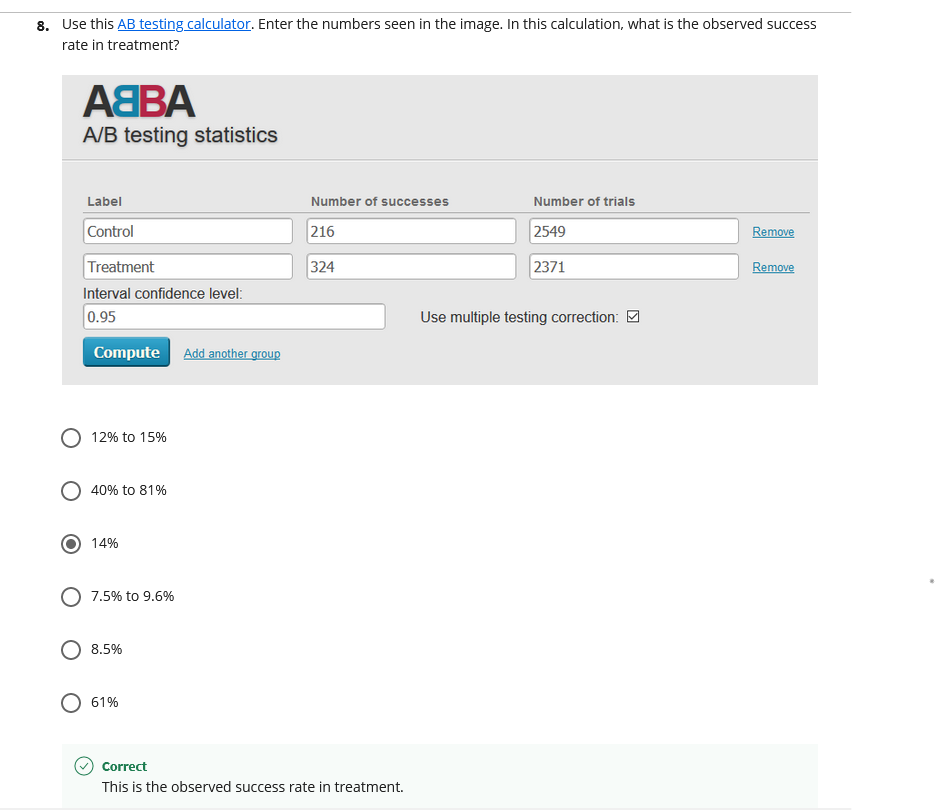 8. Use this AB testing calculator. Enter the numbers seen in the image. In this calculation, what is the observed success
rate in treatment?
ABBA
A/B testing statistics
Label Number of successes Number of trials
Control 216 2549 Remove
Treatment 324 2371 Remove
Interval confidence level:
0.95 Use multiple testing correction:
Compute Add another group
12% to 15%
40% to 81%
14%
7.5% to 9.6%
8.5%
61%
Correct
This is the observed success rate in treatment.